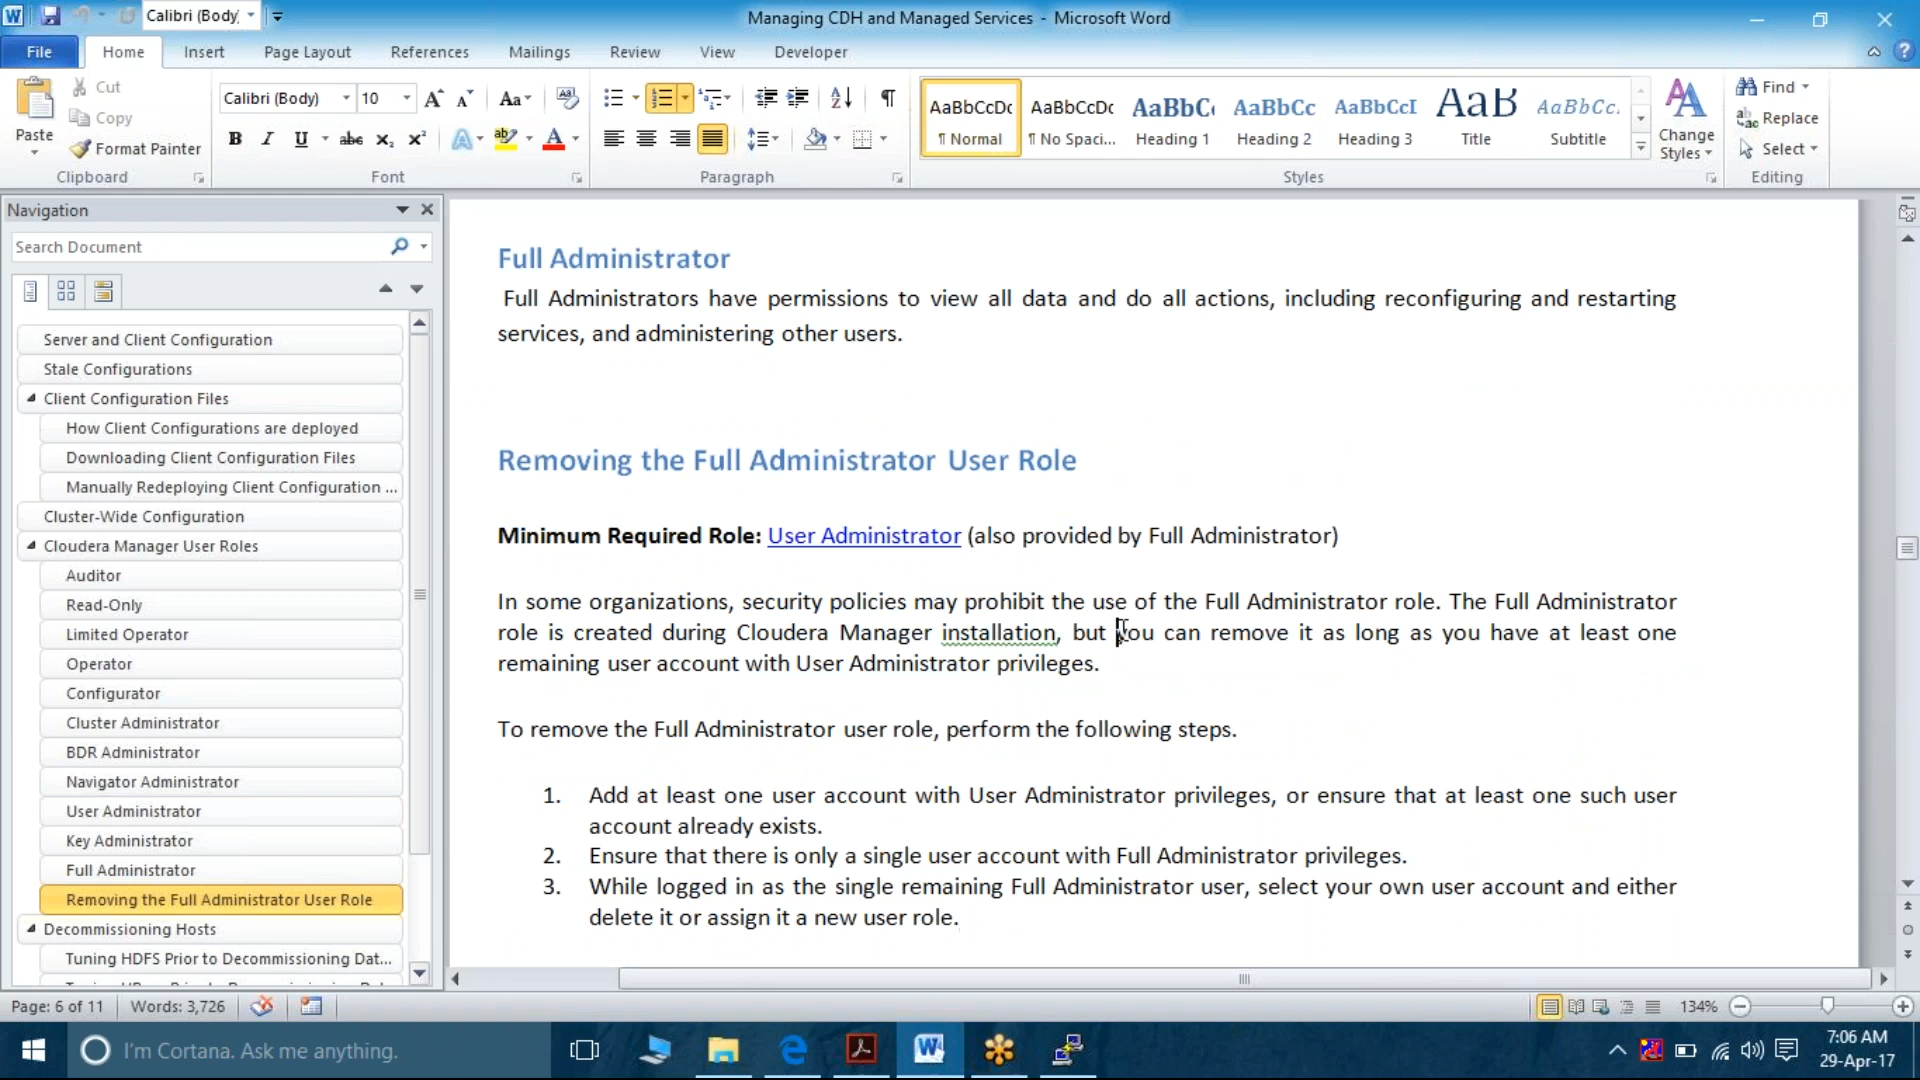 Calibri (Body)
Managing CDH and Managed Services - Microsoft Word
File Home Insert Page Layout References Mailings Review View Developer
Paste
Cut
Copy
Format Painter
Clipboard
Calibri (Body) 10
Font
Paragraph
AaBbCcDc AaBbCcDc AaBbC AaBbCc AaBbCcI AaB AaBbCc.
¶ Normal ¶ No Spaci... Heading 1 Heading 2 Heading 3 Title Subtitle
Change
Styles
Styles
Find
Replace
Select
Editing
Navigation
Search Document
Server and Client Configuration
Stale Configurations
Client Configuration Files
How Client Configurations are deployed
Downloading Client Configuration Files
Manually Redeploying Client Configuration ...
Cluster-Wide Configuration
Cloudera Manager User Roles
Auditor
Read-Only
Limited Operator
Operator
Configurator
Cluster Administrator
BDR Administrator
Navigator Administrator
User Administrator
Key Administrator
Full Administrator
Removing the Full Administrator User Role
Decommissioning Hosts
Tuning HDFS Prior to Decommissioning Dat...
Full Administrator
Full Administrators have permissions to view all data and do all actions, including reconfiguring and restarting
services, and administering other users.
Removing the Full Administrator User Role
Minimum Required Role: User Administrator (also provided by Full Administrator)
In some organizations, security policies may prohibit the use of the Full Administrator role. The Full Administrator
role is created during Cloudera Manager installation, but you can remove it as long as you have at least one
remaining user account with User Administrator privileges.
To remove the Full Administrator user role, perform the following steps.
1. Add at least one user account with User Administrator privileges, or ensure that at least one such user
account already exists.
2. Ensure that there is only a single user account with Full Administrator privileges.
3. While logged in as the single remaining Full Administrator user, select your own user account and either
delete it or assign it a new user role.
Page: 6 of 11 Words: 3,726 134%
I'm Cortana. Ask me anything.
7:06 AM
29-Apr-17